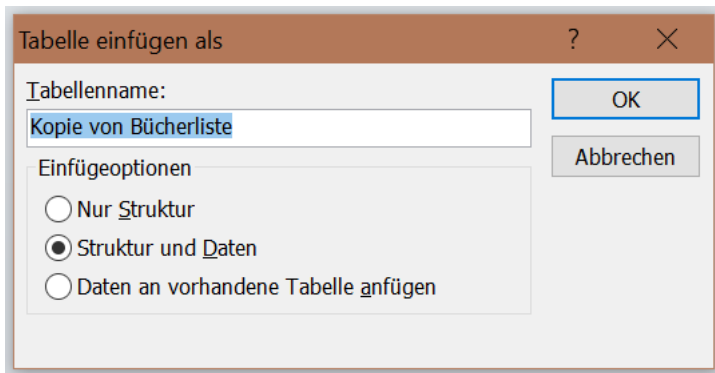 Tabelle einfügen als
?
Tabellenname:
OK
Kopie von Bücherliste
Abbrechen
Einfügeoptionen
Nur Struktur
Struktur und Daten
Daten an vorhandene Tabelle anfügen